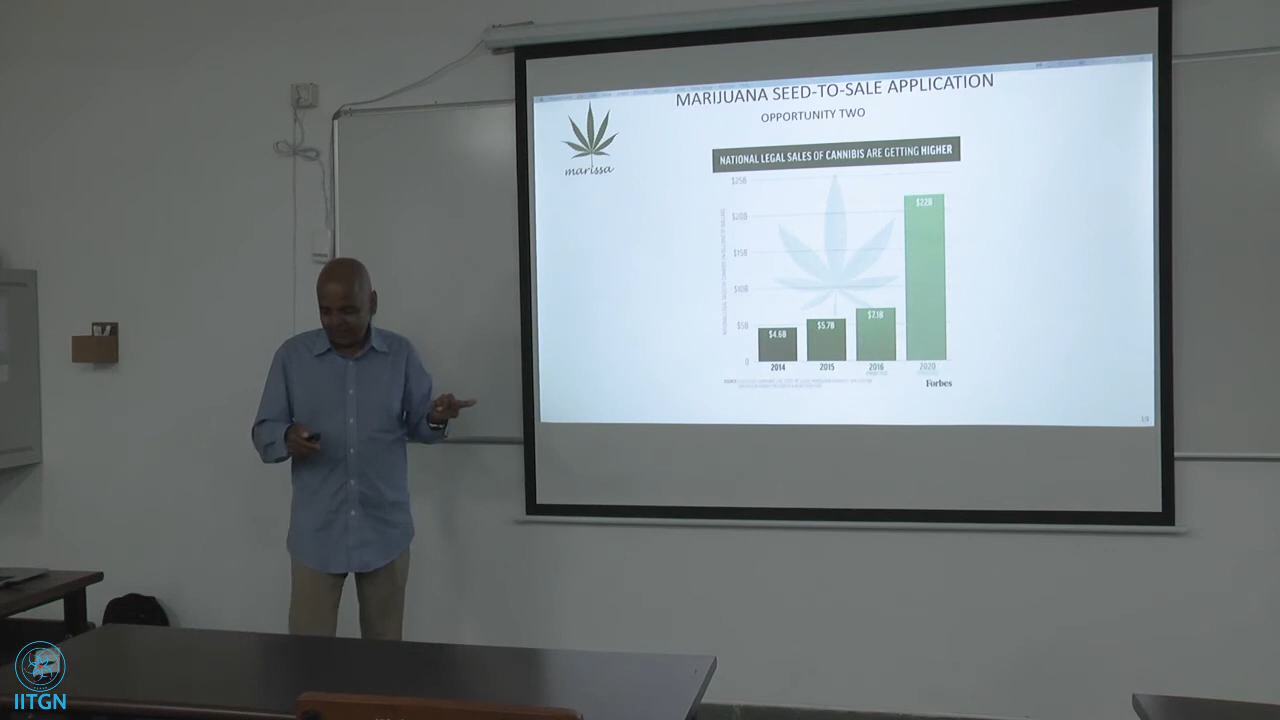 MARIJUANA SEED-TO-SALE APPLICATION
OPPORTUNITY TWO
marissa
NATIONAL LEGAL SALES OF CANNIBIS ARE GETTING HIGHER
$25B
$20B
$15B
$10B
$5B
0
$4.6B
$5.7B
$7.1B
$22B
2014
2015
2016
2020
Forbes
IITGN